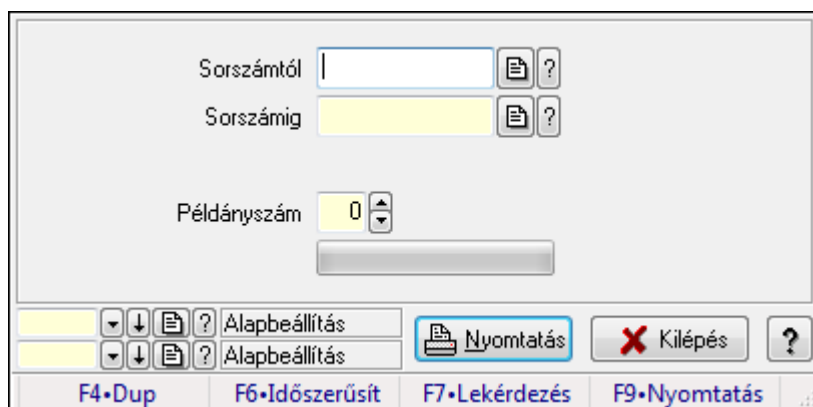 Sorszámtól ?
Sorszámig ?
Példányszám 0
? Alapbeállítás
? Alapbeállítás
Nyomtatás Kilépés ?
F4•Dup F6•Időszerűsít F7•Lekérdezés F9•Nyomtatás